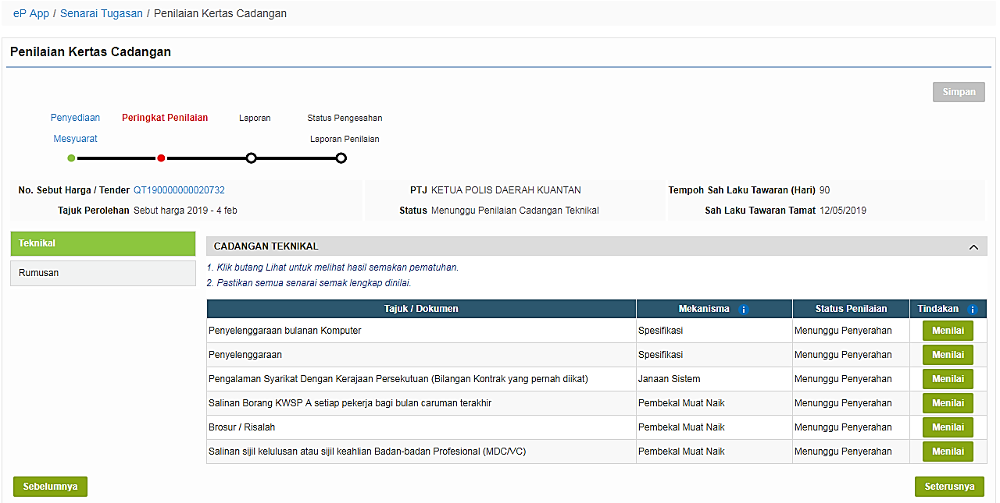 eP App / Senarai Tugasan / Penilaian Kertas Cadangan
Penilaian Kertas Cadangan
Simpan
Penyediaan Mesyuarat
Peringkat Penilaian
Laporan
Status Pengesahan Laporan Penilaian
No. Sebut Harga / Tender QT190000000020732
PTJ KETUA POLIS DAERAH KUANTAN
Tempoh Sah Laku Tawaran (Hari) 90
Tajuk Perolehan Sebut harga 2019 - 4 feb
Status Menunggu Penilaian Cadangan Teknikal
Sah Laku Tawaran Tamat 12/05/2019
Teknikal
Rumusan
CADANGAN TEKNIKAL
1. Klik butang Lihat untuk melihat hasil semakan pematuhan.
2. Pastikan semua senarai semak lengkap dinilai.
Tajuk / Dokumen Mekanisma i Status Penilaian Tindakan i
Penyelenggaraan bulanan Komputer Spesifikasi Menunggu Penyerahan Menilai
Penyelenggaraan Spesifikasi Menunggu Penyerahan Menilai
Pengalaman Syarikat Dengan Kerajaan Persekutuan (Bilangan Kontrak yang pernah diikat) Janaan Sistem Menunggu Penyerahan Menilai
Salinan Borang KWSP A setiap pekerja bagi bulan caruman terakhir Pembekal Muat Naik Menunggu Penyerahan Menilai
Brosur / Risalah Pembekal Muat Naik Menunggu Penyerahan Menilai
Salinan sijil kelulusan atau sijil keahlian Badan-badan Profesional (MDC/VC) Pembekal Muat Naik Menunggu Penyerahan Menilai
Sebelumnya
Seterusnya